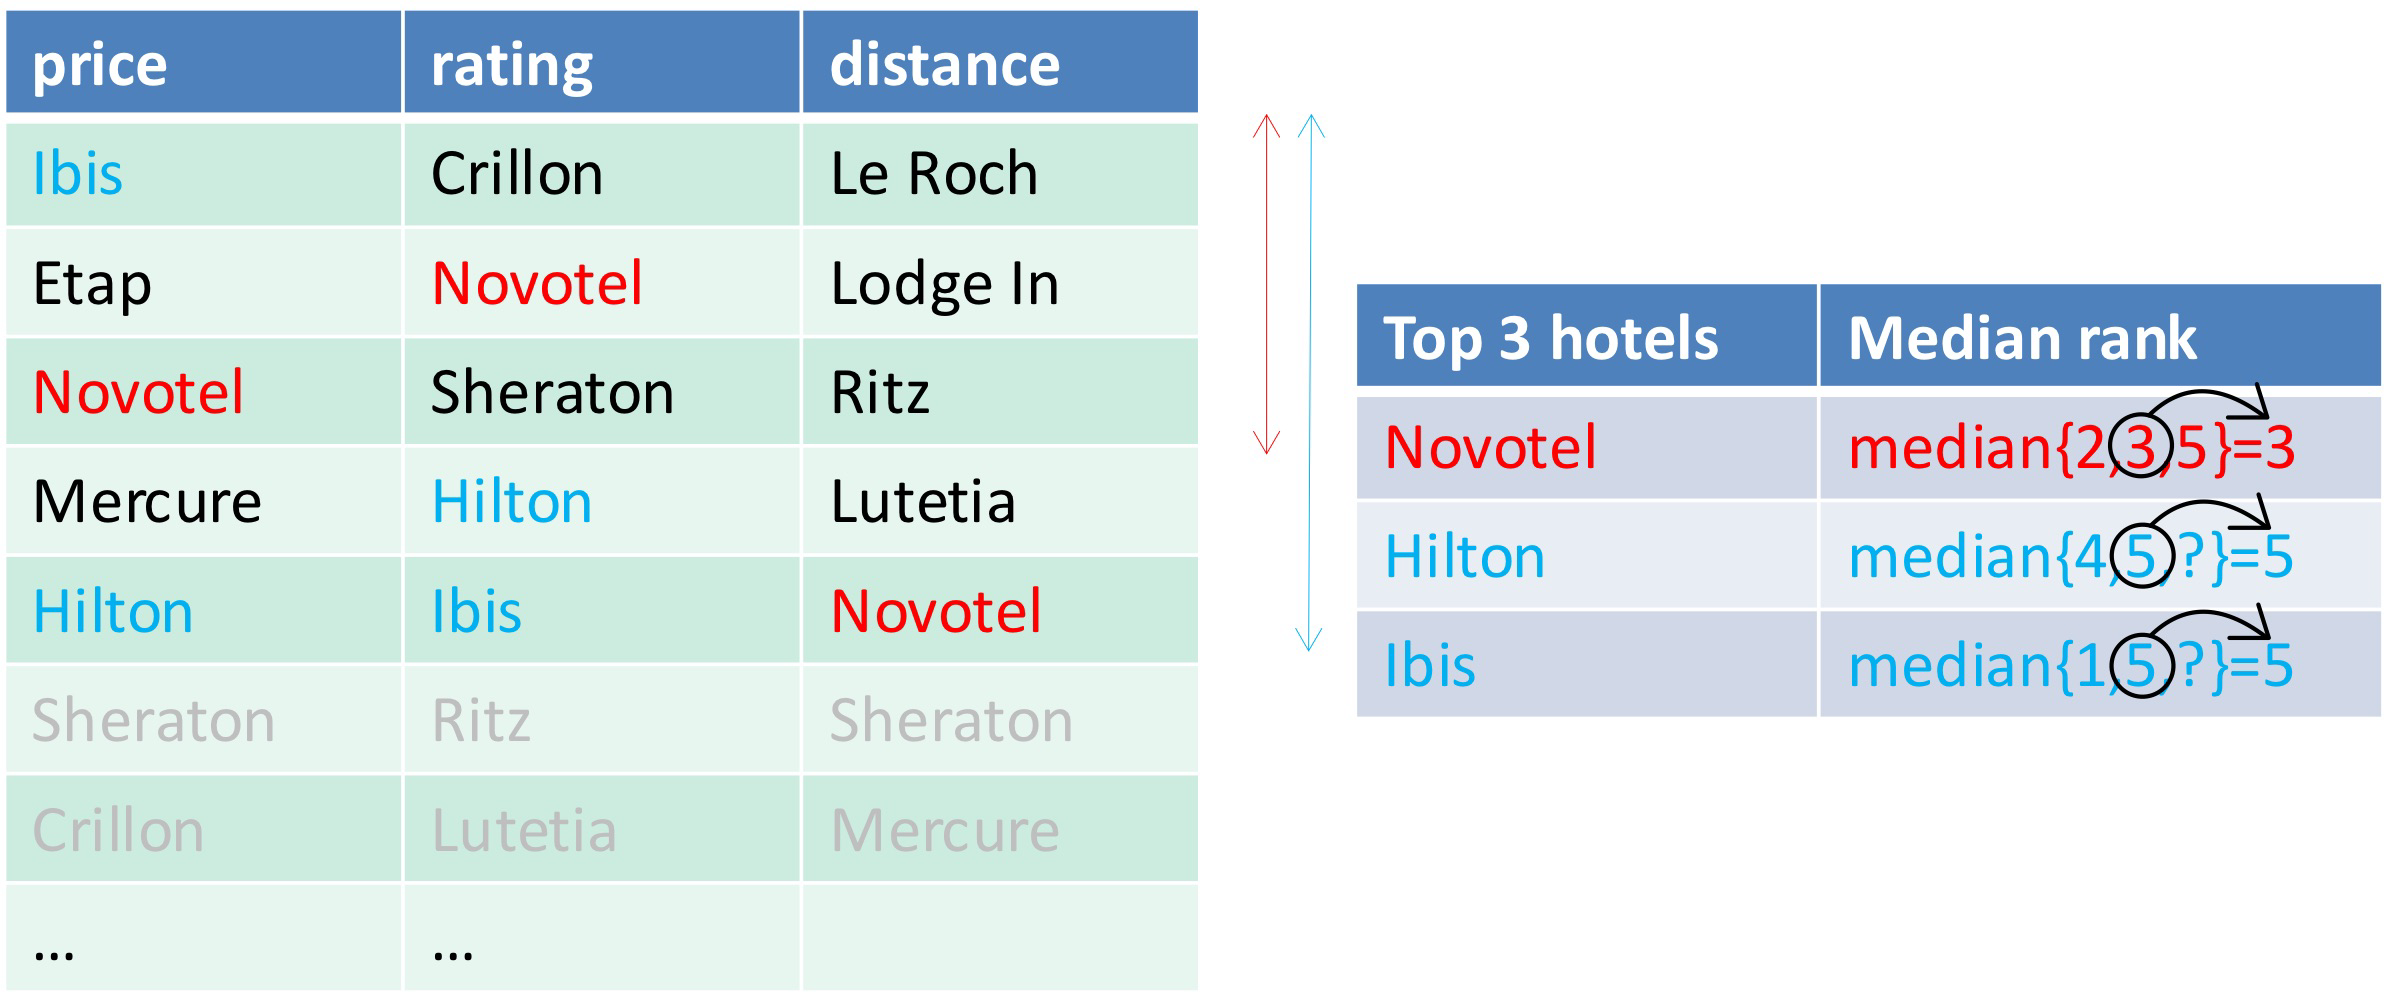 price rating distance
Ibis Crillon Le Roch
Etap Novotel Lodge In
Novotel Sheraton Ritz
Mercure Hilton Lutetia
Hilton Ibis Novotel
Sheraton Ritz Sheraton
Crillon Lutetia Mercure
... ...
Top 3 hotels Median rank
Novotel median{2,3,5}=3
Hilton median{4,5,?}=5
Ibis median{1,5,?}=5